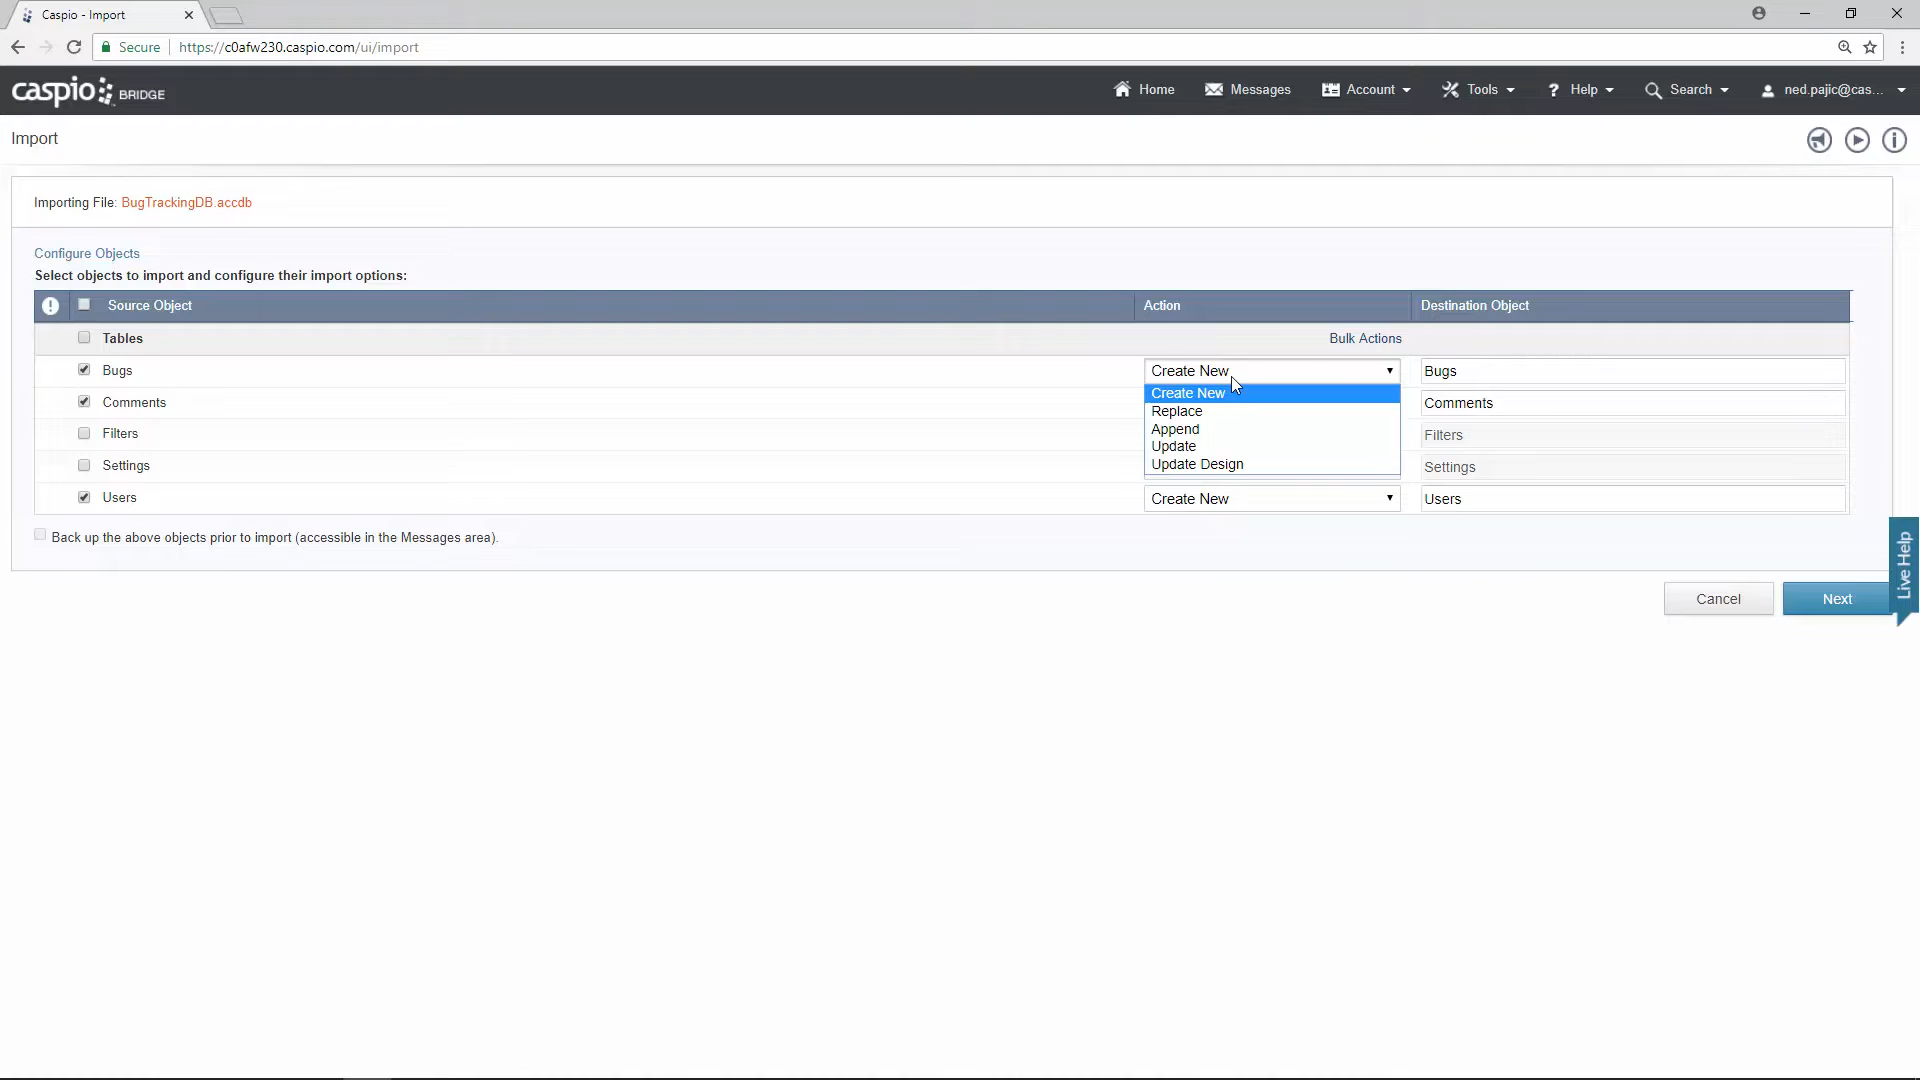 Caspio - Import
Secure https://c0afw230.caspio.com/ui/import
caspio BRIDGE Home Messages Account Tools ? Help Search ned.pajic@cas...
Import
Importing File: BugTrackingDB.accdb
Configure Objects
Select objects to import and configure their import options:
Source Object Action Destination Object
Tables Bulk Actions
Bugs Create New Bugs
Create New
Comments Comments
Replace
Append
Filters Filters
Update
Settings Update Design Settings
Users Create New Users
Back up the above objects prior to import (accessible in the Messages area).
Live Help
Cancel Next